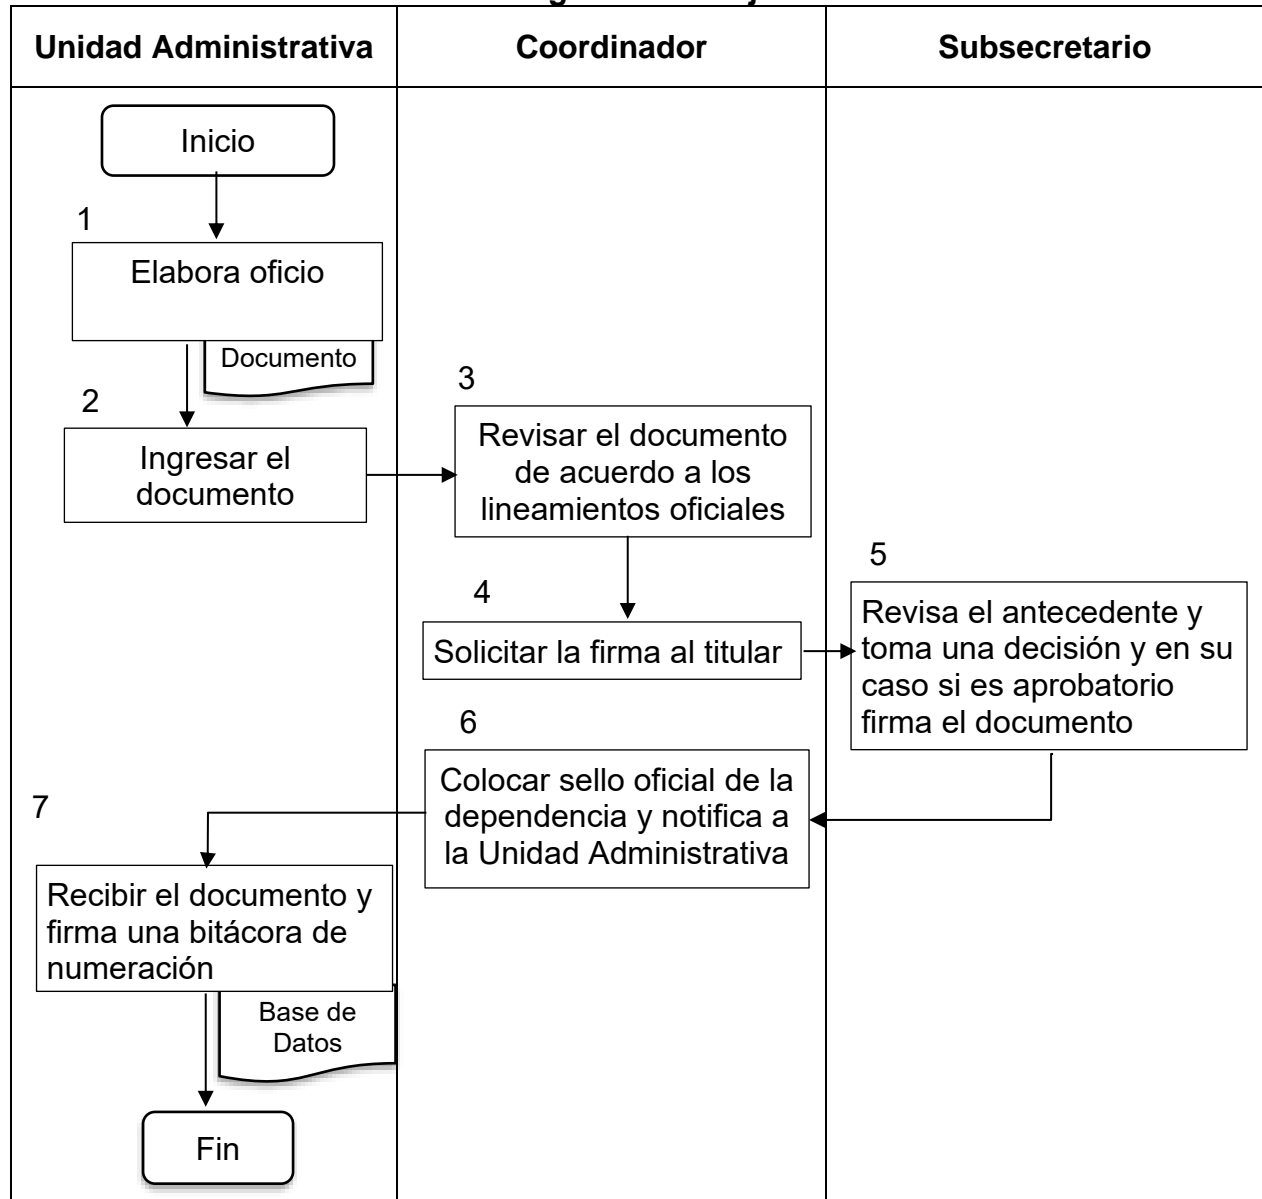 Unidad Administrativa
Coordinador
Subsecretario
Inicio
1
Elabora oficio
Documento
2
Ingresar el
documento
3
Revisar el documento
de acuerdo a los
lineamientos oficiales
4
Solicitar la firma al titular
5
Revisa el antecedente y
toma una decisión y en su
caso si es aprobatorio
firma el documento
6
Colocar sello oficial de la
dependencia y notifica a
la Unidad Administrativa
7
Recibir el documento y
firma una bitácora de
numeración
Base de
Datos
Fin